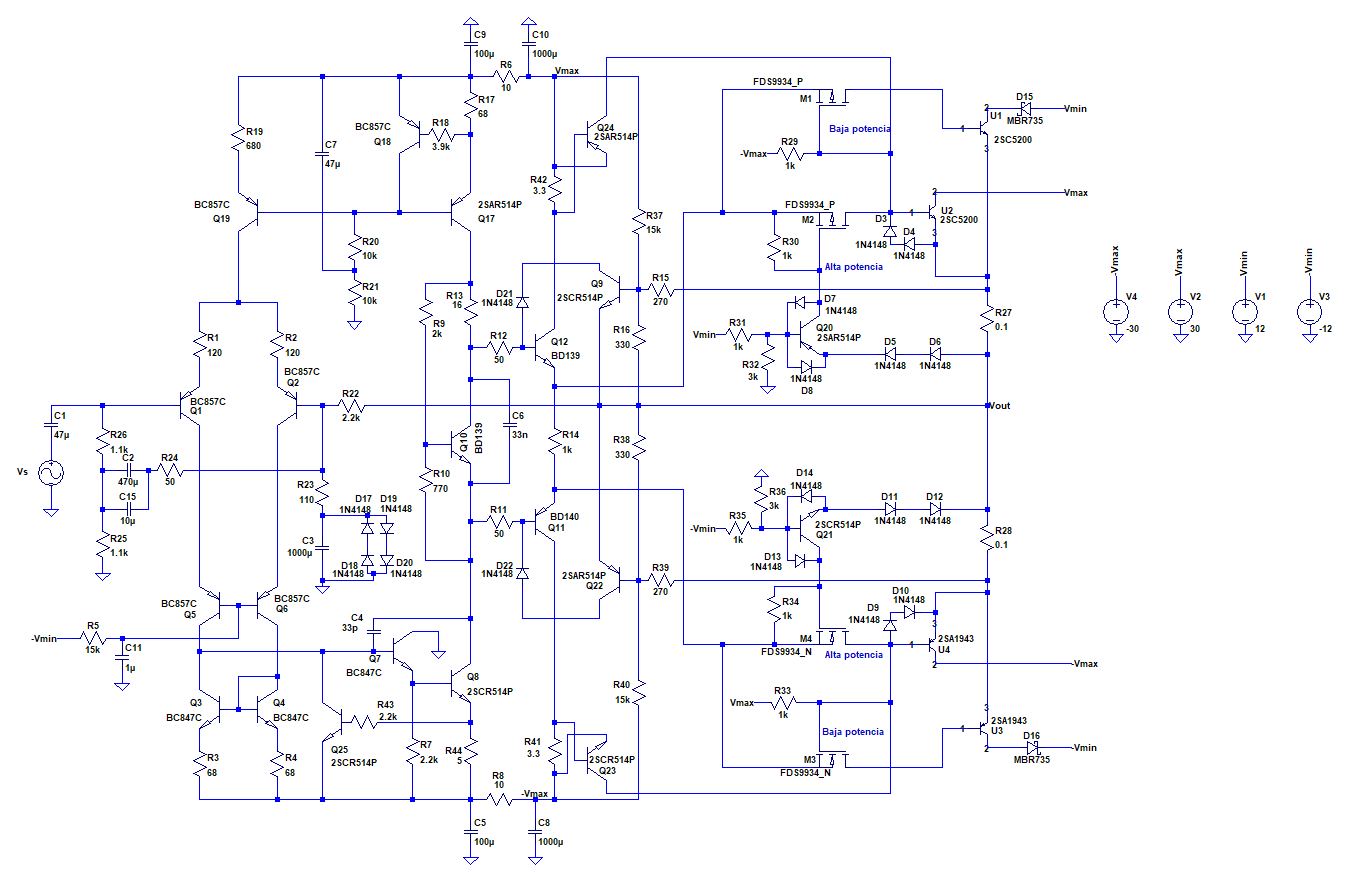 C9
100µ
C10
1000µ
R6
10
Vmax
R17
68
R18
3.9k
BC857C
Q18
R19
680
C7
47µ
Q24
2SAR514P
FDS9934_P
M1
Baja potencia
-Vmax
R29
1k
D15
MBR735
Vmin
U1
2SC5200
1
2
3
BC857C
Q19
2SAR514P
Q17
R42
3.3
R37
15k
FDS9934_P
M2
Vmax
U2
2SC5200
1
2
3
D3
1N4148
D4
1N4148
R20
10k
R21
10k
R30
1k
Alta potencia
Q9
2SCR514P
R15
270
D21
1N4148
R13
16
R9
2k
R12
50
Q12
BD139
R16
330
D7
1N4148
Vmin
R31
1k
Q20
2SAR514P
R32
3k
D8
1N4148
D5
1N4148
D6
1N4148
R27
0.1
-Vmax
V4
-30
Vmax
V2
30
Vmin
V1
12
-Vmin
V3
-12
R1
120
R2
120
BC857C
Q2
BC857C
Q1
R22
2.2k
Vout
C1
47µ
Vs
R26
1.1k
C2
470µ
R24
50
C15
10µ
R25
1.1k
R23
110
D17
1N4148
D19
1N4148
D18
1N4148
D20
1N4148
C3
1000µ
Q10
BD139
C6
33n
R10
770
R14
1k
R38
330
R11
50
BD140
Q11
D22
1N4148
2SAR514P
Q22
R39
270
D14
1N4148
R36
3k
-Vmin
R35
1k
2SCR514P
Q21
D13
1N4148
D11
1N4148
D12
1N4148
R28
0.1
BC857C
Q5
BC857C
Q6
-Vmin
R5
15k
C11
1µ
C4
33p
Q7
BC847C
Q8
2SCR514P
R34
1k
D9
1N4148
D10
1N4148
M4
FDS9934_N
Alta potencia
1
3
2
2SA1943
U4
-Vmax
Q3
BC847C
Q4
BC847C
R3
68
R4
68
R43
2.2k
Q25
2SCR514P
R7
2.2k
R44
5
R40
15k
R41
3.3
2SCR514P
Q23
Vmax
R33
1k
Baja potencia
M3
FDS9934_N
1
3
2
2SA1943
U3
D16
MBR735
-Vmin
R8
10
-Vmax
C5
100µ
C8
1000µ